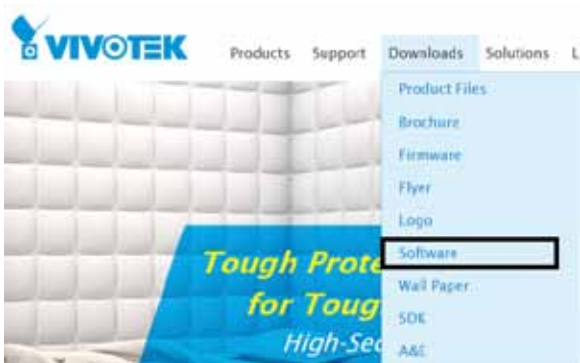 VIVOTEK
Products Support Downloads Solutions L
Product Files
Brochure
Firmware
Flyer
Logo
Software
Wall Paper
SDK
A&E
Tough Prote
for Toug
High-Sec